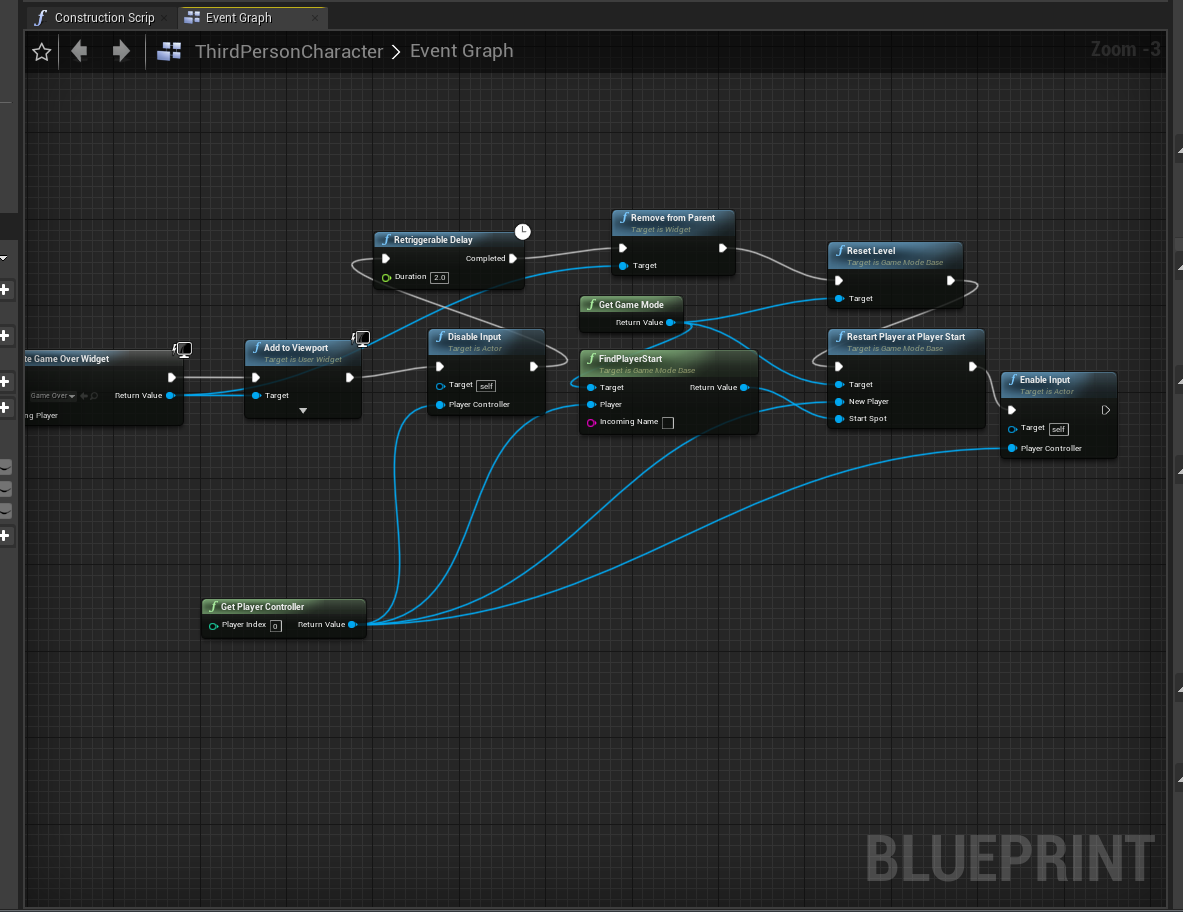 Construction Scrip
Event Graph
ThirdPersonCharacter > Event Graph
Zoom -3
Remove from Parent
Target is Widget
Target
Retriggerable Delay
Completed
Duration 2.0
Reset Level
Target is Game Mode Base
Target
Get Game Mode
Return Value
te Game Over Widget
Game Over
Return Value
ng Player
Add to Viewport
Target is User Widget
Target
Disable Input
Target is Actor
Target self
Player Controller
FindPlayerStart
Target is Game Mode Base
Target
Return Value
Player
Incoming Name
Restart Player at Player Start
Target is Game Mode Base
Target
New Player
Start Spot
Enable Input
Target is Actor
Target self
Player Controller
Get Player Controller
Player Index 0
Return Value
BLUEPRINT